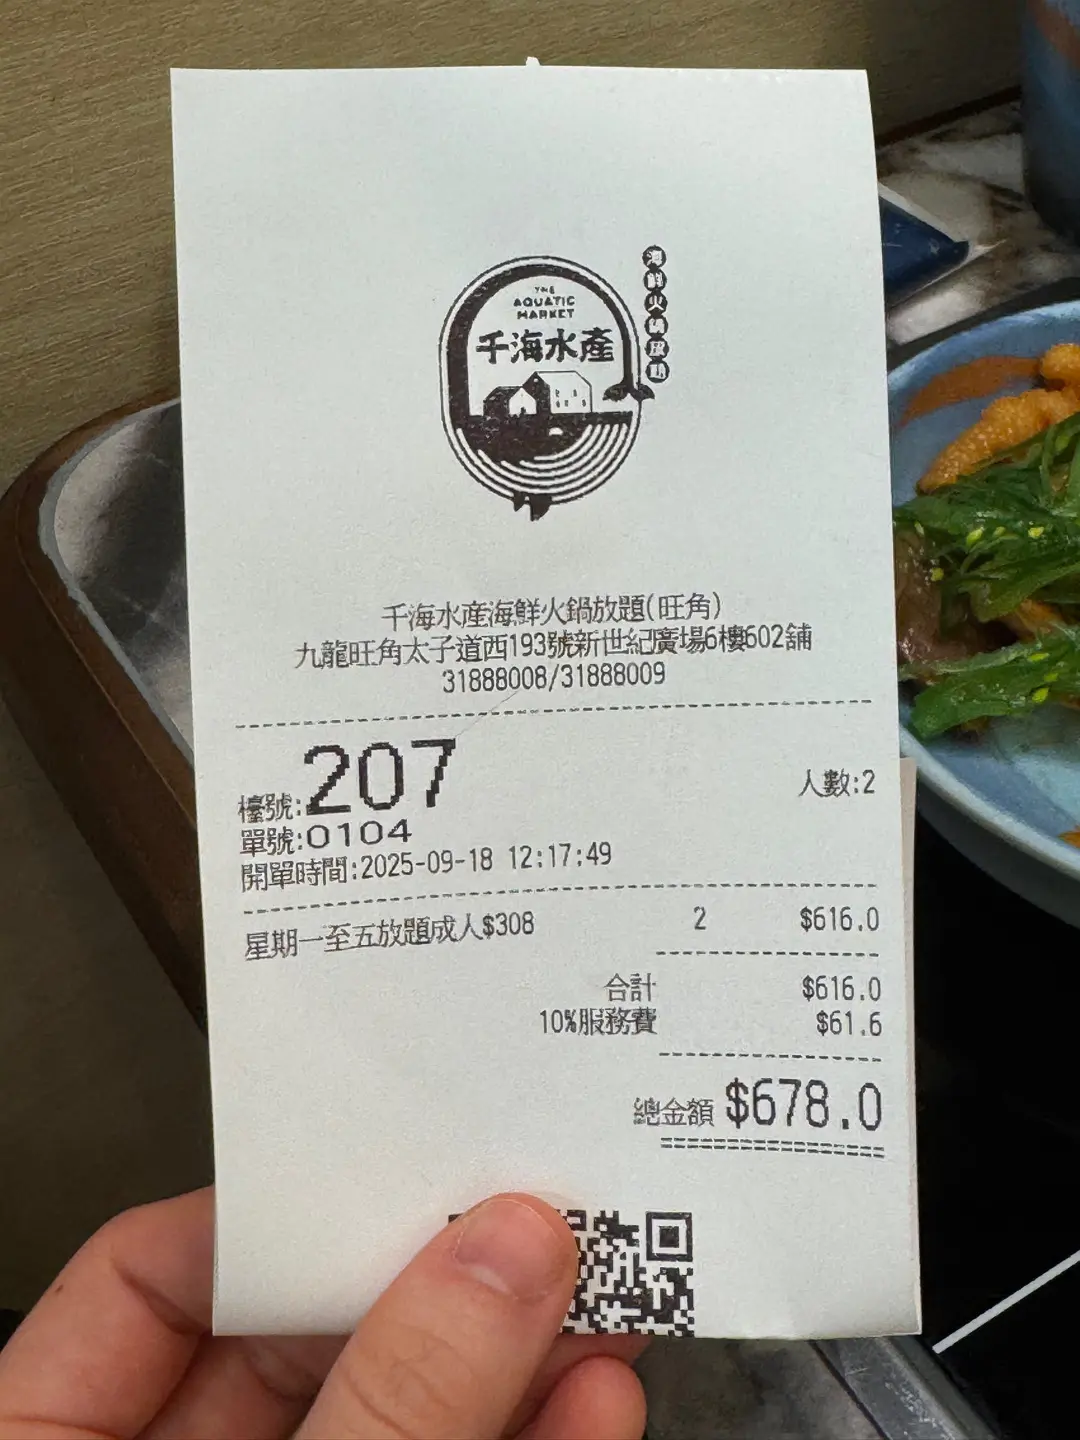 THE
AQUATIC
MARKET
千海水產
海鮮火鍋放題
千海水產海鮮火鍋放題(旺角)
九龍旺角太子道西193號新世紀廣場6樓602舖
31888008/31888009
檯號:207 人數:2
單號:0104
開單時間:2025-09-18 12:17:49
星期一至五放題成人$308 2 $616.0
合計 $616.0
10%服務費 $61.6
總金額 $678.0